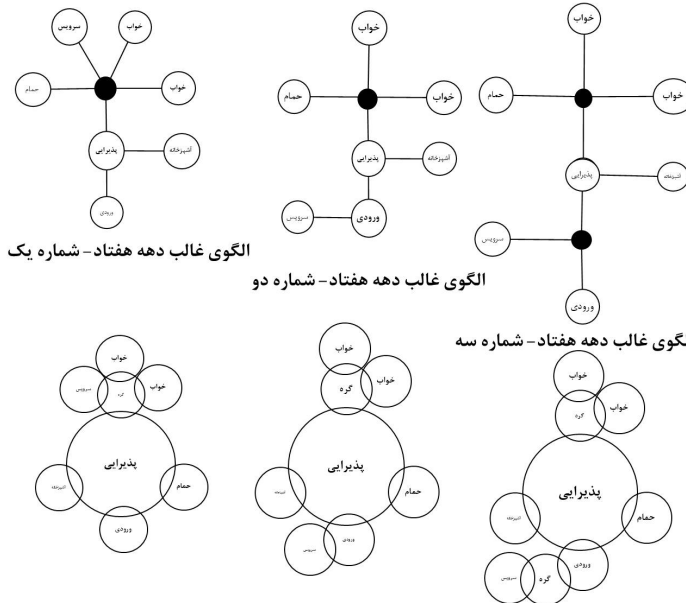 سرویس
خواب
حمام
خواب
پذیرایی
آشپزخانه
ورودی
الگوی غالب دهه هفتاد- شماره یک
خواب
حمام
خواب
پذیرایی
آشپزخانه
سرویس
ورودی
الگوی غالب دهه هفتاد- شماره دو
خواب
حمام
خواب
پذیرایی
آشپزخانه
سرویس
ورودی
لگوی غالب دهه هفتاد- شماره سه
خواب
سرویس
خواب
گره
پذیرایی
آشپزخانه
حمام
ورودی
خواب
خواب
گره
پذیرایی
آشپزخانه
حمام
ورودی
سرویس
خواب
خواب
گره
پذیرایی
آشپزخانه
حمام
ورودی
گره
سرویس